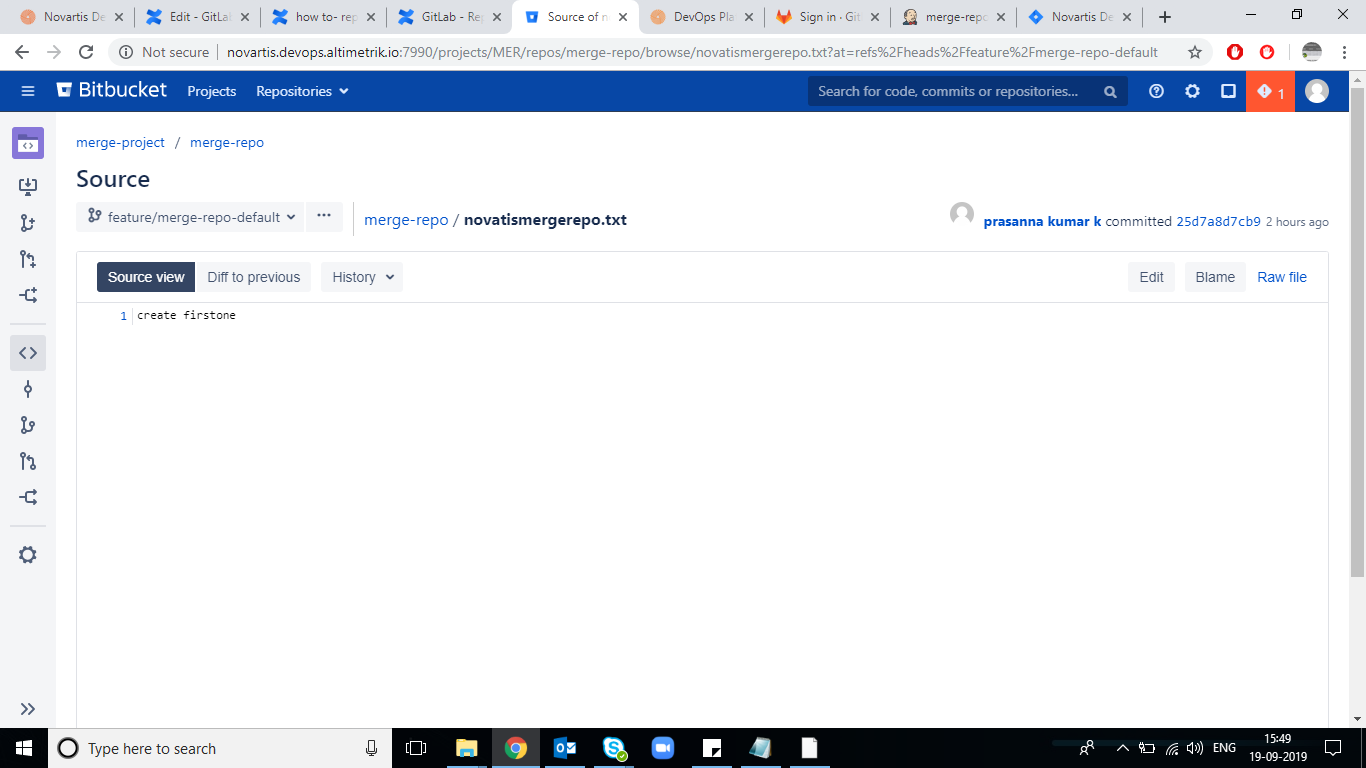 Novartis De
Edit - GitLa
how to- rep
GitLab - Rep
Source of n
DevOps Pla
Sign in · Git
merge-repo
Novartis De
Not secure
novartis.devops.altimetrik.io:7990/projects/MER/repos/merge-repo/browse/novatismergerepo.txt?at=refs%2Fheads%2Ffeature%2Fmerge-repo-default
Bitbucket
Projects
Repositories
Search for code, commits or repositories...
1
merge-project / merge-repo
Source
feature/merge-repo-default
···
merge-repo / novatismergerepo.txt
prasanna kumar k committed 25d7a8d7cb9 2 hours ago
Source view
Diff to previous
History
Edit
Blame
Raw file
1 create firstone
Type here to search
ENG
15:49
19-09-2019